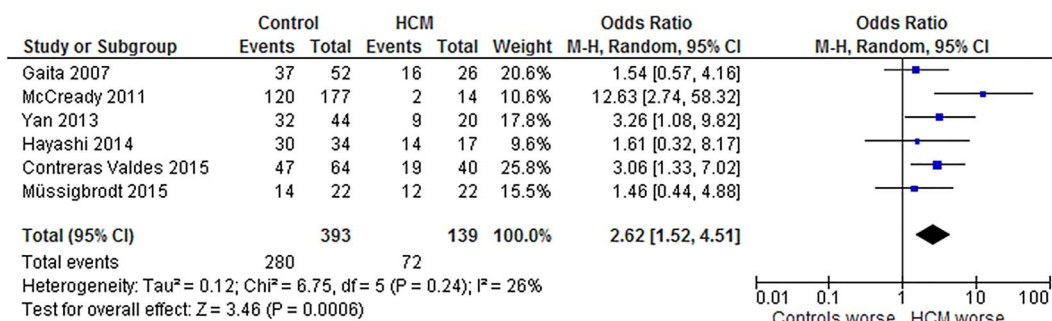 Control HCM Odds Ratio Odds Ratio
Study or Subgroup Events Total Events Total Weight M-H, Random, 95% CI M-H, Random, 95% CI
Gaita 2007 37 52 16 26 20.6% 1.54 [0.57, 4.16]
McCready 2011 120 177 2 14 10.6% 12.63 [2.74, 58.32]
Yan 2013 32 44 9 20 17.8% 3.26 [1.08, 9.82]
Hayashi 2014 30 34 14 17 9.6% 1.61 [0.32, 8.17]
Contreras Valdes 2015 47 64 19 40 25.8% 3.06 [1.33, 7.02]
Müssigbrodt 2015 14 22 12 22 15.5% 1.46 [0.44, 4.88]
Total (95% CI) 393 139 100.0% 2.62 [1.52, 4.51]
Total events 280 72
Heterogeneity: Tau² = 0.12; Chi² = 6.75, df = 5 (P = 0.24); I² = 26%
Test for overall effect: Z = 3.46 (P = 0.0006)
0.01 0.1 1 10 100
Controls worse HCM worse